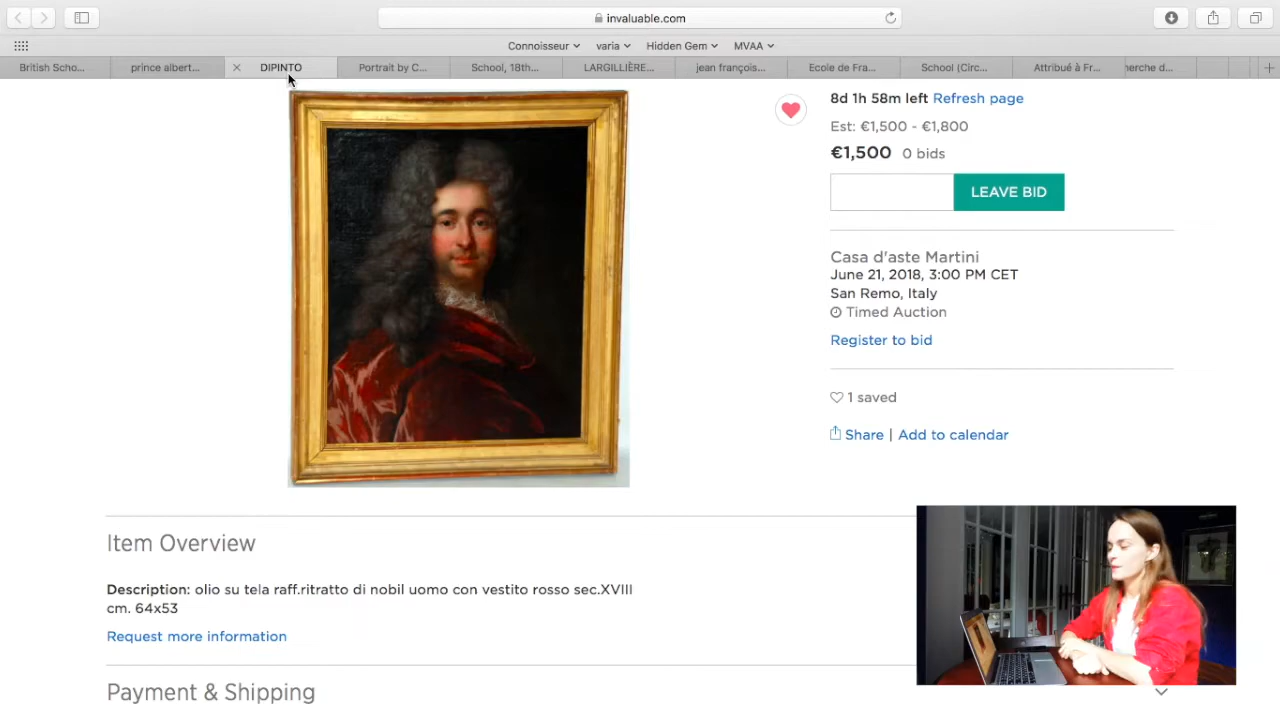 invaluable.com
Connoisseur varia Hidden Gem MVAA
British Scho... prince albert... DIPINTO Portrait by C... School, 18th... LARGILLIÈRE... jean françois... Ecole de Fra... School (Circ... Attribué à Fr... herche d...
8d 1h 58m left Refresh page
Est: €1,500 - €1,800
€1,500 0 bids
LEAVE BID
Casa d'aste Martini
June 21, 2018, 3:00 PM CET
San Remo, Italy
Timed Auction
Register to bid
1 saved
Share | Add to calendar
Item Overview
Description: olio su tela raff.ritratto di nobil uomo con vestito rosso sec.XVIII
cm. 64x53
Request more information
Payment & Shipping